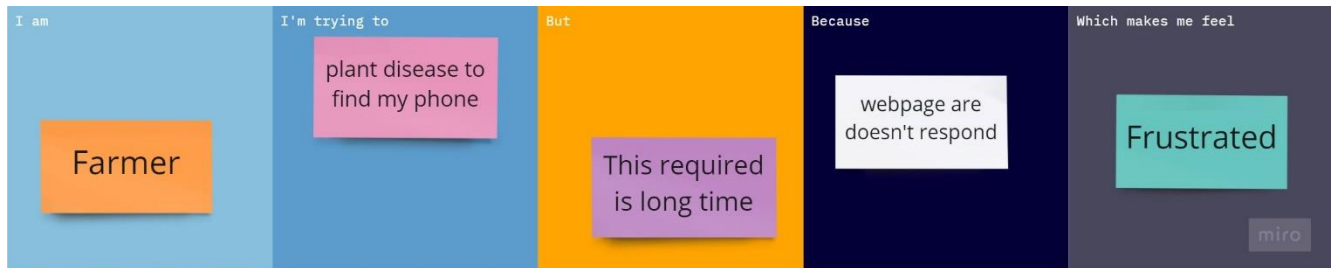 I am
Farmer
I'm trying to
plant disease to
find my phone
But
This required
is long time
Because
webpage are
doesn't respond
Which makes me feel
Frustrated
miro